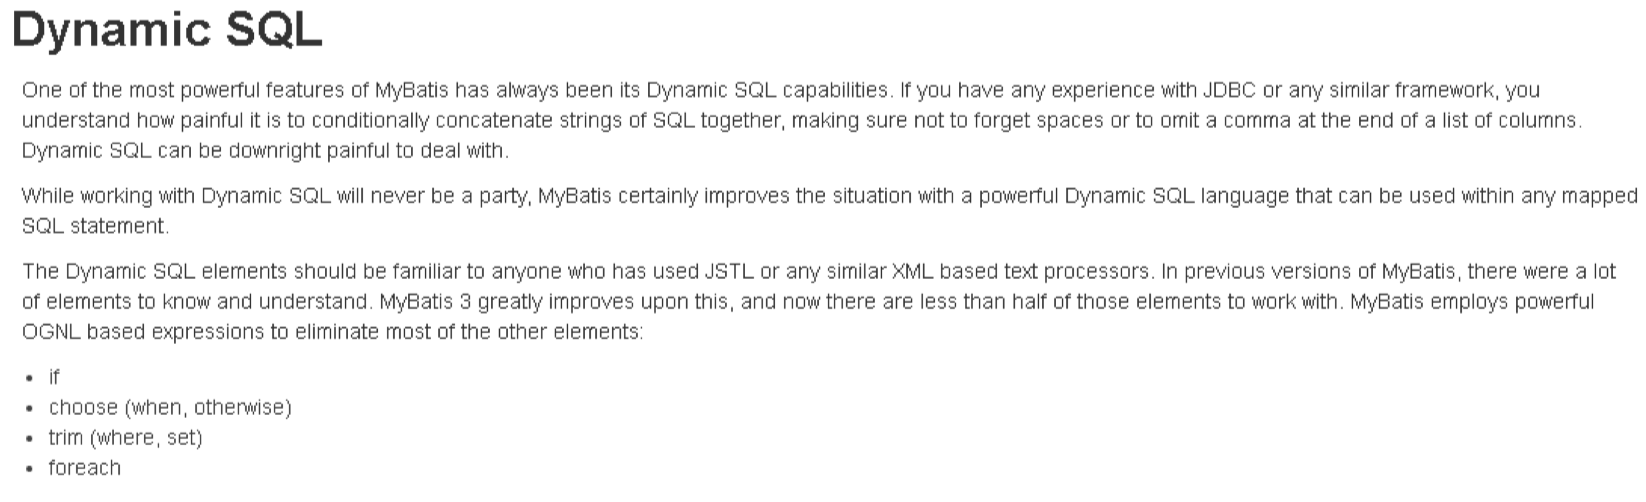 Dynamic SQL
One of the most powerful features of MyBatis has always been its Dynamic SQL capabilities. If you have any experience with JDBC or any similar framework, you
understand how painful it is to conditionally concatenate strings of SQL together, making sure not to forget spaces or to omit a comma at the end of a list of columns.
Dynamic SQL can be downright painful to deal with.
While working with Dynamic SQL will never be a party, MyBatis certainly improves the situation with a powerful Dynamic SQL language that can be used within any mapped
SQL statement.
The Dynamic SQL elements should be familiar to anyone who has used JSTL or any similar XML based text processors. In previous versions of MyBatis, there were a lot
of elements to know and understand. MyBatis 3 greatly improves upon this, and now there are less than half of those elements to work with. MyBatis employs powerful
OGNL based expressions to eliminate most of the other elements:
• if
• choose (when, otherwise)
• trim (where, set)
• foreach